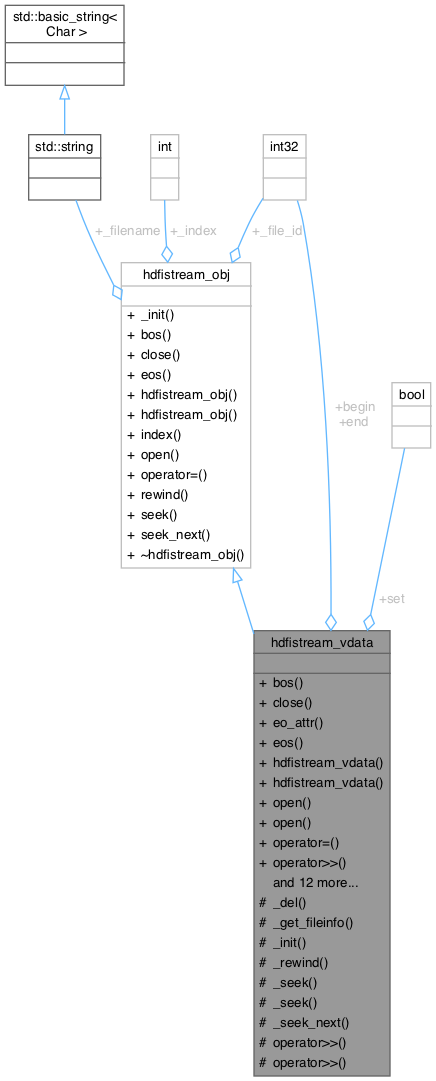 std::basic_string<
Char >
std::string
int
int32
+_filename
+_index
+_file_id
hdfistream_obj
+ _init()
+ bos()
+ close()
+ eos()
+ hdfistream_obj()
+ hdfistream_obj()
+ index()
+ open()
+ operator=()
+ rewind()
+ seek()
+ seek_next()
+ ~hdfistream_obj()
bool
+begin
+end
+set
hdfistream_vdata
+ bos()
+ close()
+ eo_attr()
+ eos()
+ hdfistream_vdata()
+ hdfistream_vdata()
+ open()
+ open()
+ operator=()
+ operator>>()
and 12 more...
# _del()
# _get_fileinfo()
# _init()
# _rewind()
# _seek()
# _seek()
# _seek_next()
# operator>>()
# operator>>()